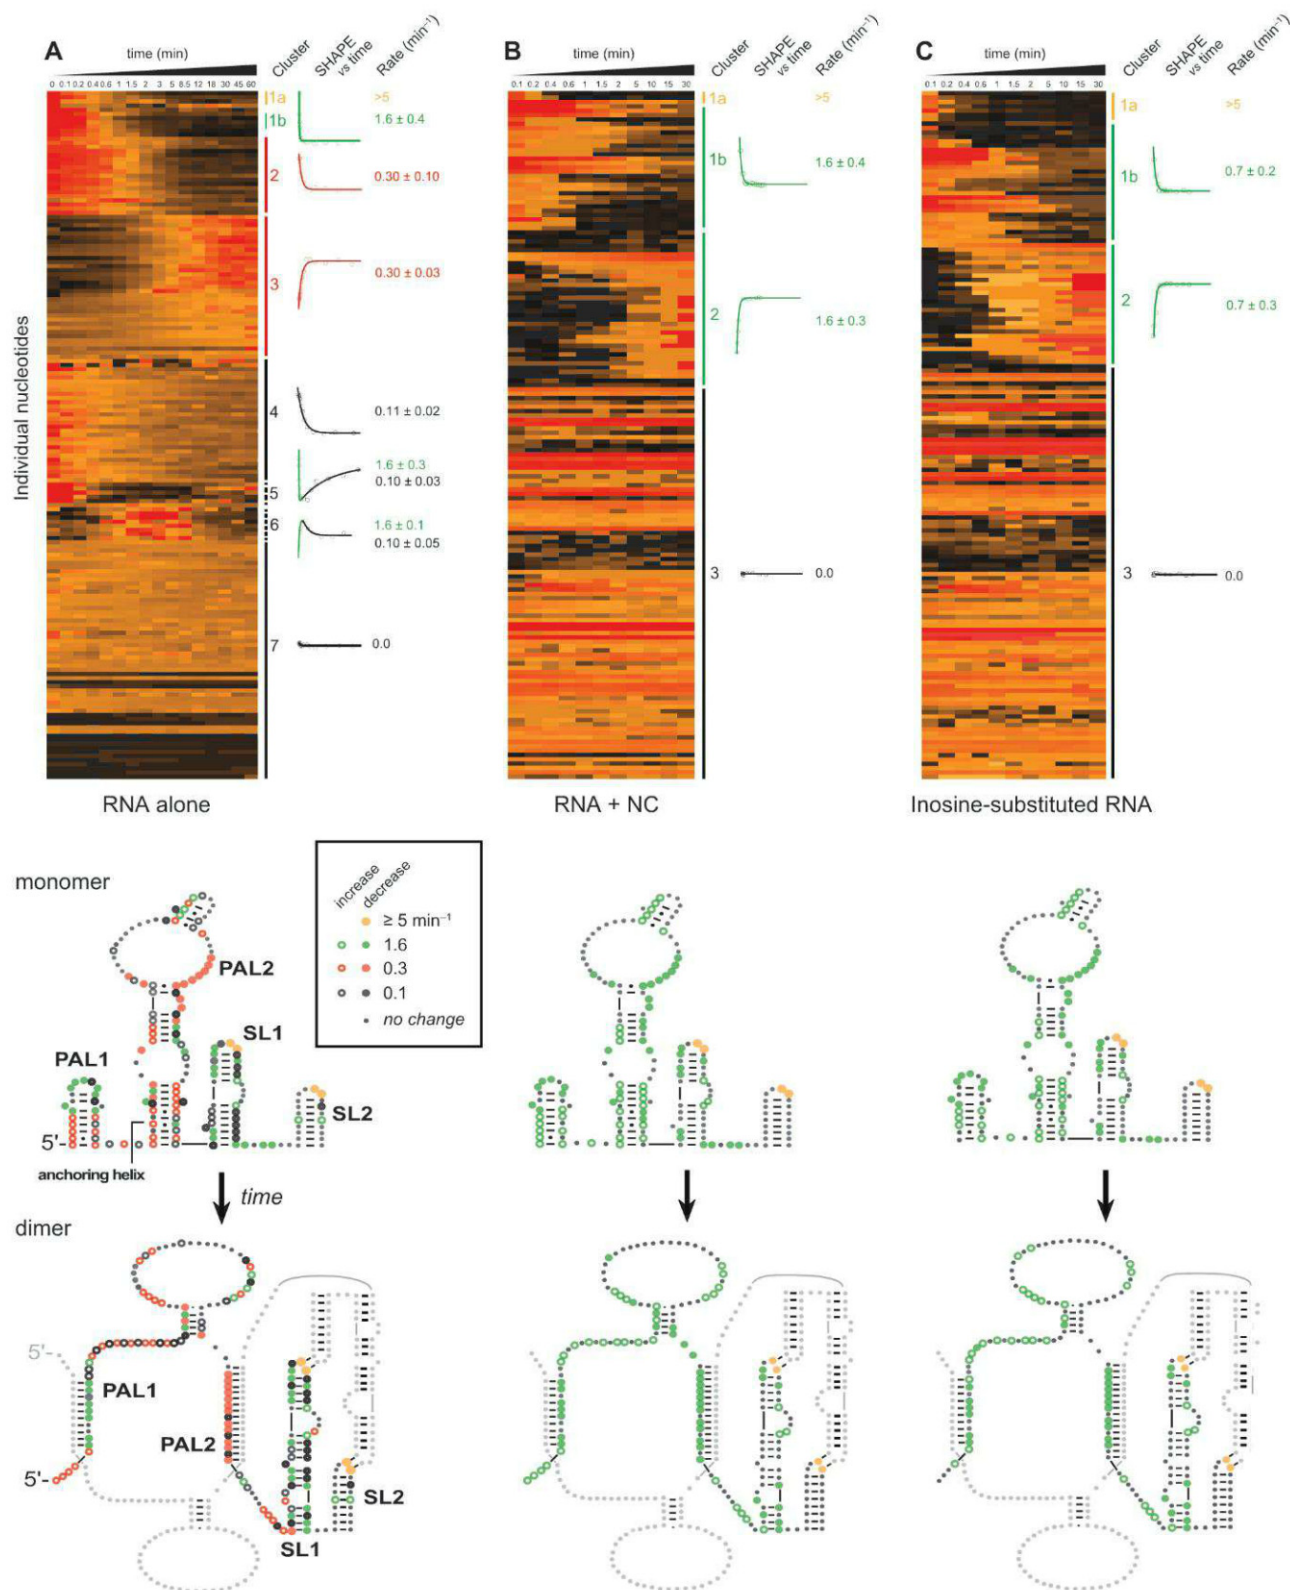 A
time (min)
Cluster
SHAPE
vs time
Rate (min⁻¹)
0 0.1 0.2 0.4 0.6 1 1.5 2 3 5 8.5 12 18 30 45 60
1a >5
1b 1.6 ± 0.4
2 0.30 ± 0.10
3 0.30 ± 0.03
4 0.11 ± 0.02
5 1.6 ± 0.3
0.10 ± 0.03
6 1.6 ± 0.1
0.10 ± 0.05
7 0.0
Individual nucleotides
RNA alone
B
time (min)
Cluster
SHAPE
vs time
Rate (min⁻¹)
0.1 0.2 0.4 0.6 1 1.5 2 5 10 15 30
1a >5
1b 1.6 ± 0.4
2 1.6 ± 0.3
3 0.0
RNA + NC
C
time (min)
Cluster
SHAPE
vs time
Rate (min⁻¹)
0.1 0.2 0.4 0.6 1 1.5 2 5 10 15 30
1a >5
1b 0.7 ± 0.2
2 0.7 ± 0.3
3 0.0
Inosine-substituted RNA
monomer
increase
decrease
≥ 5 min⁻¹
1.6
0.3
0.1
no change
PAL2
SL1
PAL1
SL2
5'-
anchoring helix
time
dimer
5'-
PAL1
PAL2
5'-
SL2
SL1